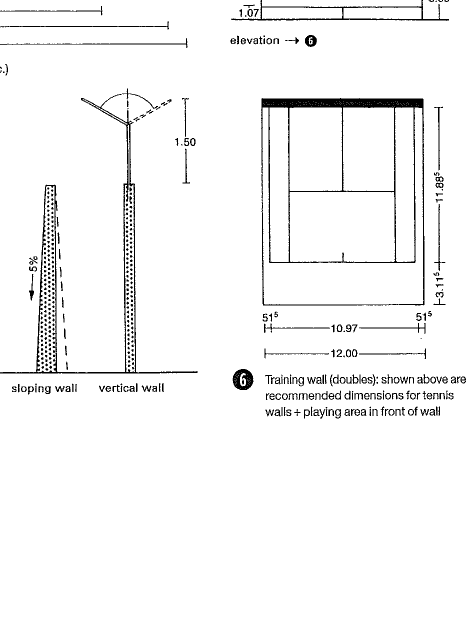 1.07
elevation → 6
c.)
1.50
5%
sloping wall
vertical wall
11.88⁵
3.11⁵
51⁵
51⁵
10.97
12.00
6 Training wall (doubles): shown above are
recommended dimensions for tennis
walls + playing area in front of wall